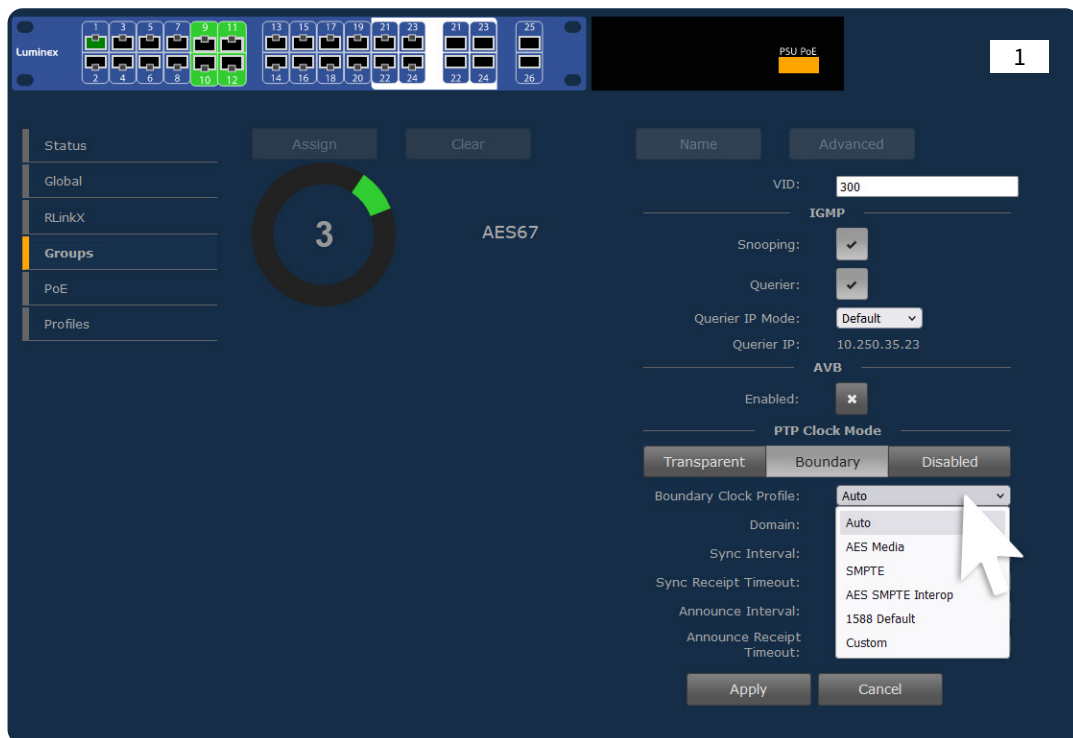 1 3 5 7 9 11 13 15 17 19 21 23 21 23 25
Luminex
PSU PoE
1
2 4 6 8 10 12 14 16 18 20 22 24 22 24 26
Status
Global
RLinkX
Groups
PoE
Profiles
Assign Clear
3
AES67
Name Advanced
VID: 300
IGMP
Snooping:
Querier:
Querier IP Mode: Default
Querier IP: 10.250.35.23
AVB
Enabled:
PTP Clock Mode
Transparent Boundary Disabled
Boundary Clock Profile: Auto
Domain:
Sync Interval:
Sync Receipt Timeout:
Announce Interval:
Announce Receipt
Timeout:
Auto
AES Media
SMPTE
AES SMPTE Interop
1588 Default
Custom
Apply Cancel